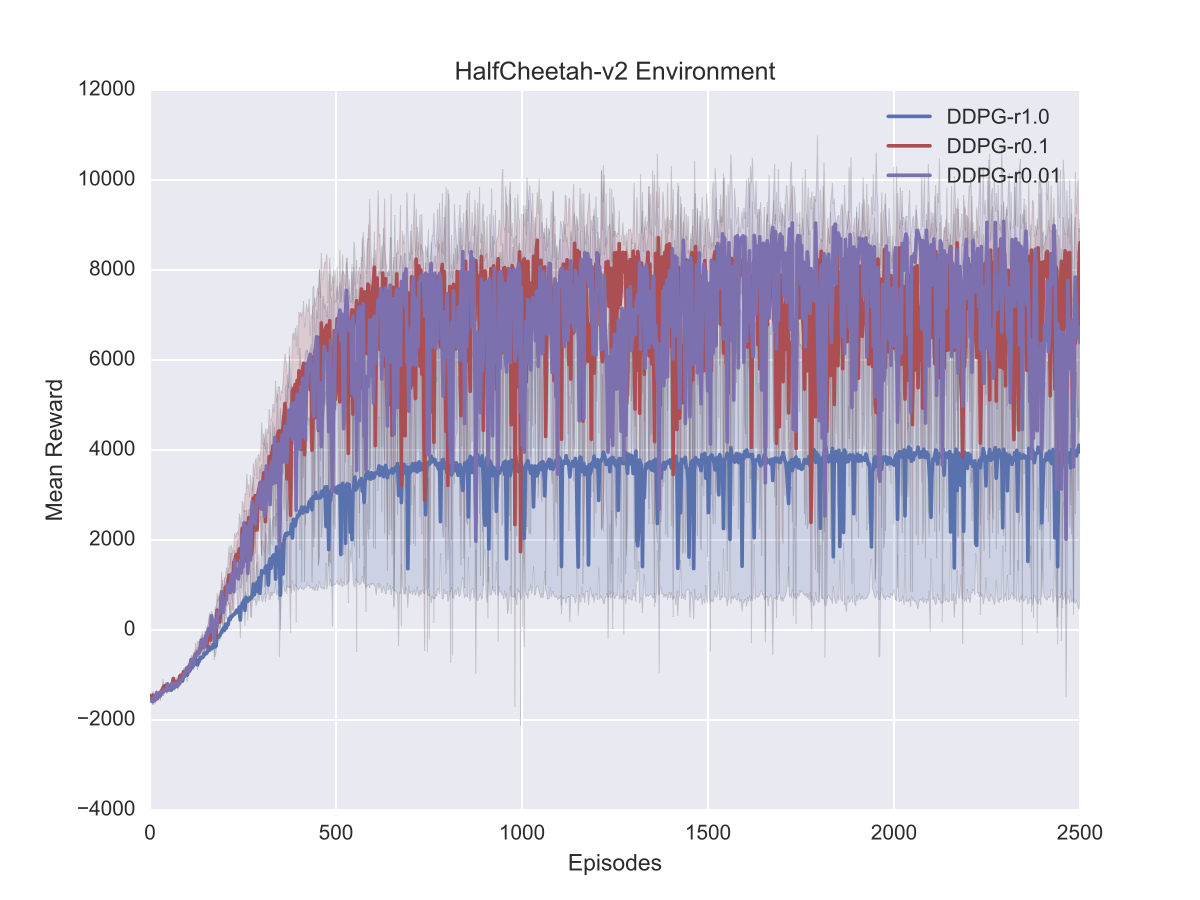 HalfCheetah-v2 Environment
12000
10000
8000
6000
4000
2000
0
−2000
−4000
Mean Reward
DDPG-r1.0
DDPG-r0.1
DDPG-r0.01
0 500 1000 1500 2000 2500
Episodes